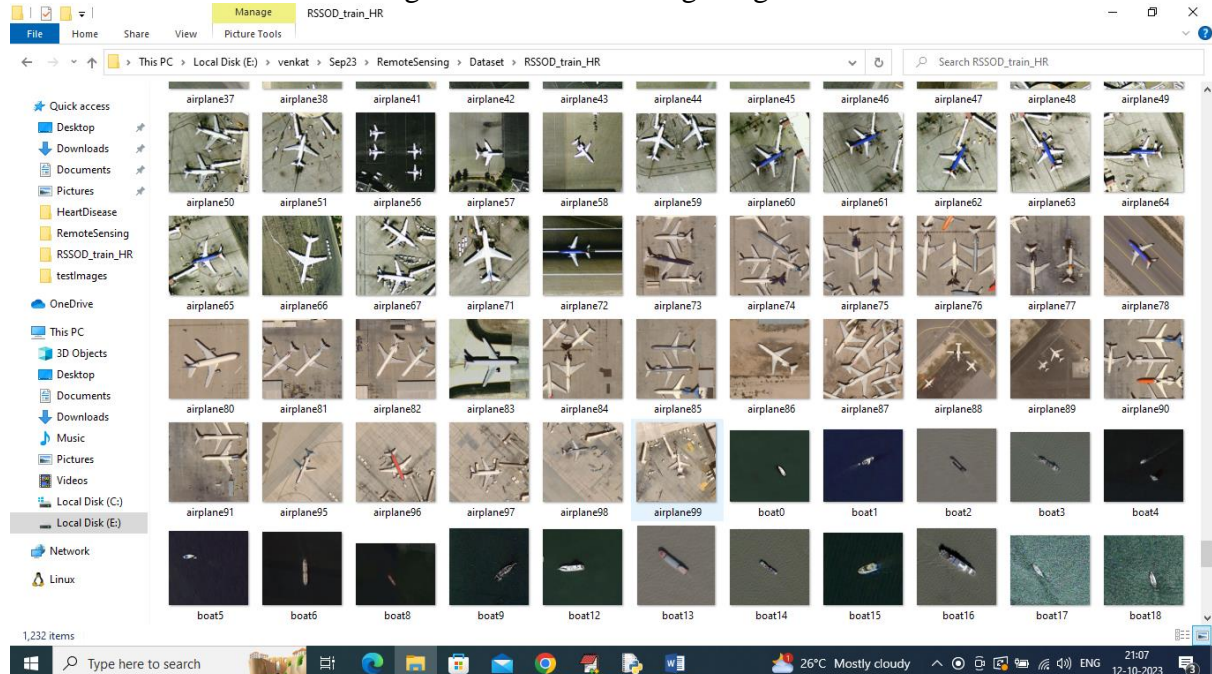 Manage RSSOD_train_HR
File Home Share View Picture Tools
This PC > Local Disk (E:) > venkat > Sep23 > RemoteSensing > Dataset > RSSOD_train_HR
Search RSSOD_train_HR
Quick access
Desktop
Downloads
Documents
Pictures
HeartDisease
RemoteSensing
RSSOD_train_HR
testImages
OneDrive
This PC
3D Objects
Desktop
Documents
Downloads
Music
Pictures
Videos
Local Disk (C:)
Local Disk (E:)
Network
Linux
airplane37 airplane38 airplane41 airplane42 airplane43 airplane44 airplane45 airplane46 airplane47 airplane48 airplane49
airplane50 airplane51 airplane56 airplane57 airplane58 airplane59 airplane60 airplane61 airplane62 airplane63 airplane64
airplane65 airplane66 airplane67 airplane71 airplane72 airplane73 airplane74 airplane75 airplane76 airplane77 airplane78
airplane80 airplane81 airplane82 airplane83 airplane84 airplane85 airplane86 airplane87 airplane88 airplane89 airplane90
airplane91 airplane95 airplane96 airplane97 airplane98 airplane99 boat0 boat1 boat2 boat3 boat4
boat5 boat6 boat8 boat9 boat12 boat13 boat14 boat15 boat16 boat17 boat18
1,232 items
Type here to search
26°C Mostly cloudy
ENG
21:07
12-10-2023
3